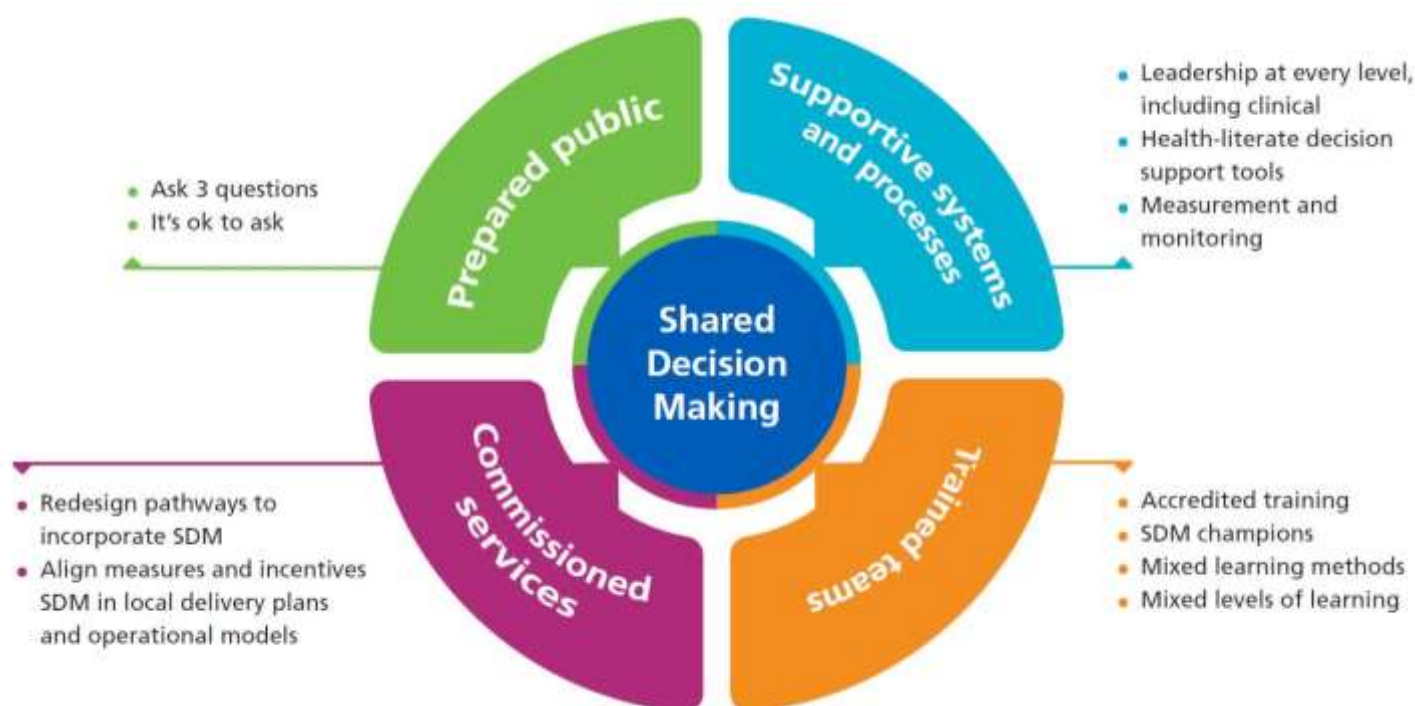 Prepared public
• Ask 3 questions
• It's ok to ask
Supportive systems
and processes
• Leadership at every level,
including clinical
• Health-literate decision
support tools
• Measurement and
monitoring
Shared
Decision
Making
Commissioned
services
• Redesign pathways to
incorporate SDM
• Align measures and incentives
SDM in local delivery plans
and operational models
Trained teams
• Accredited training
• SDM champions
• Mixed learning methods
• Mixed levels of learning